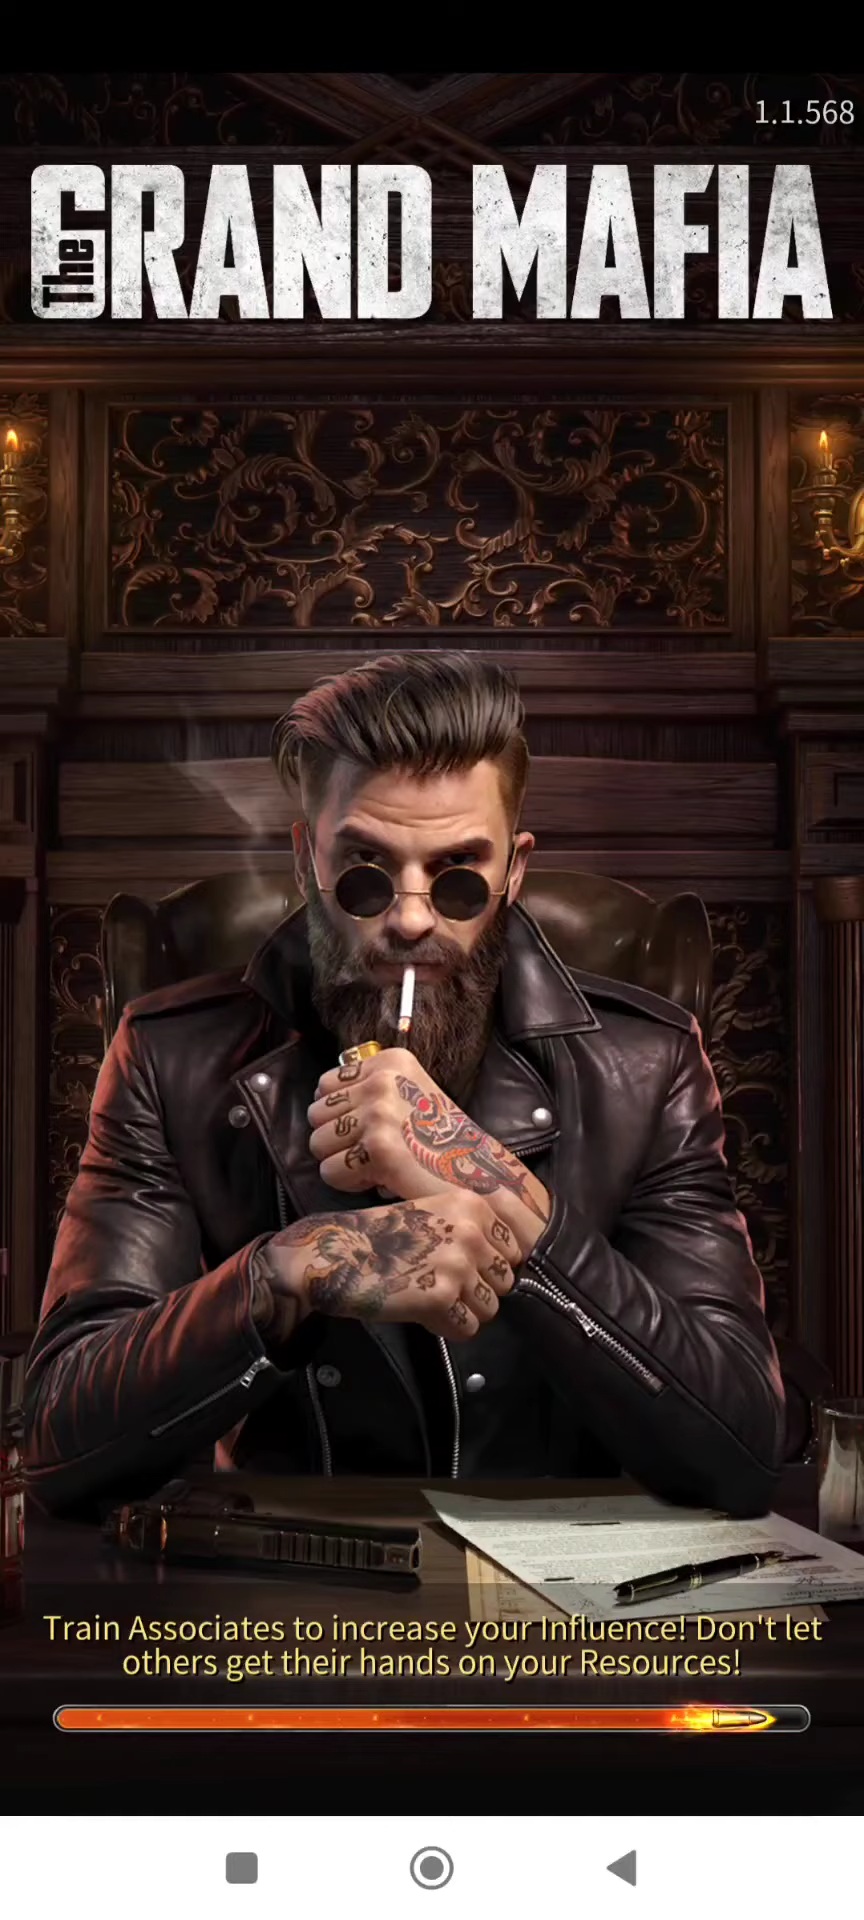 1.1.568
The GRAND MAFIA
Train Associates to increase your Influence! Don't let
others get their hands on your Resources!